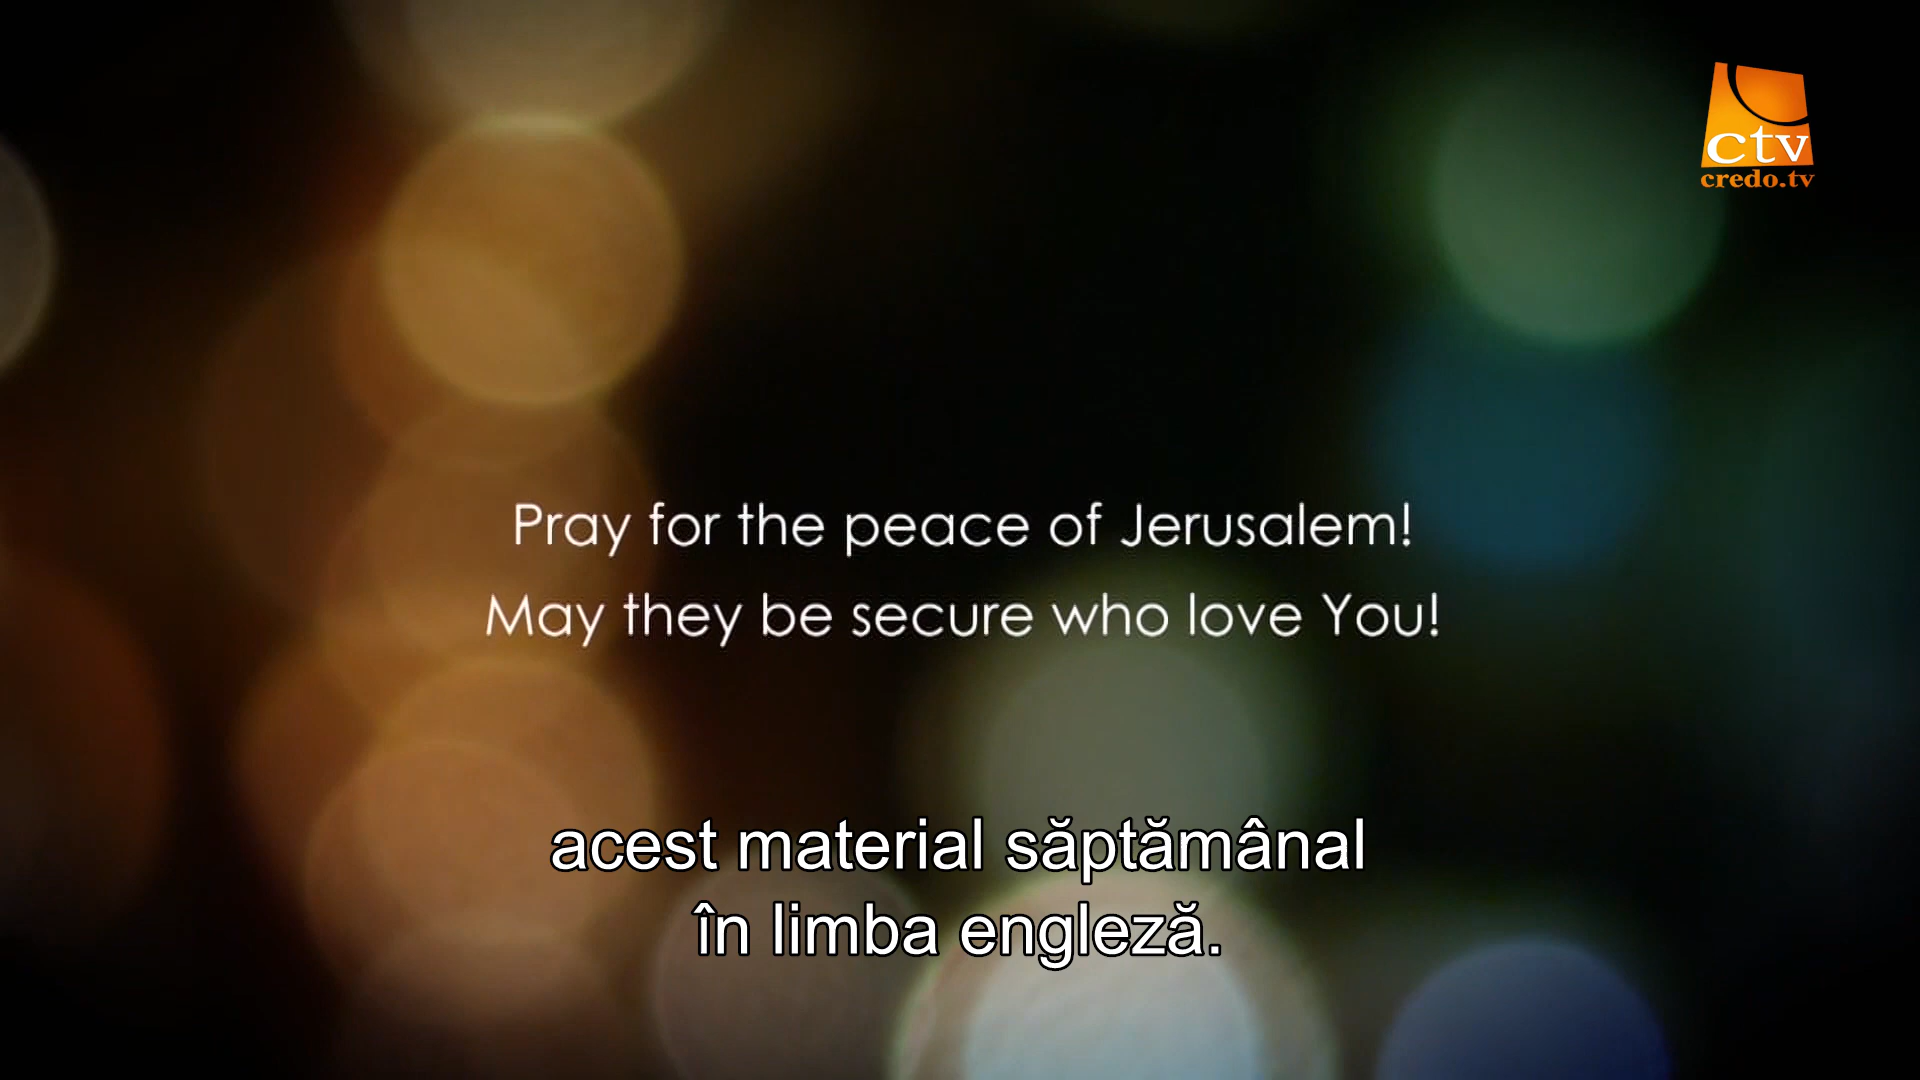 ctv
credo.tv
Pray for the peace of Jerusalem!
May they be secure who love You!
acest material săptămânal
în limba engleză.